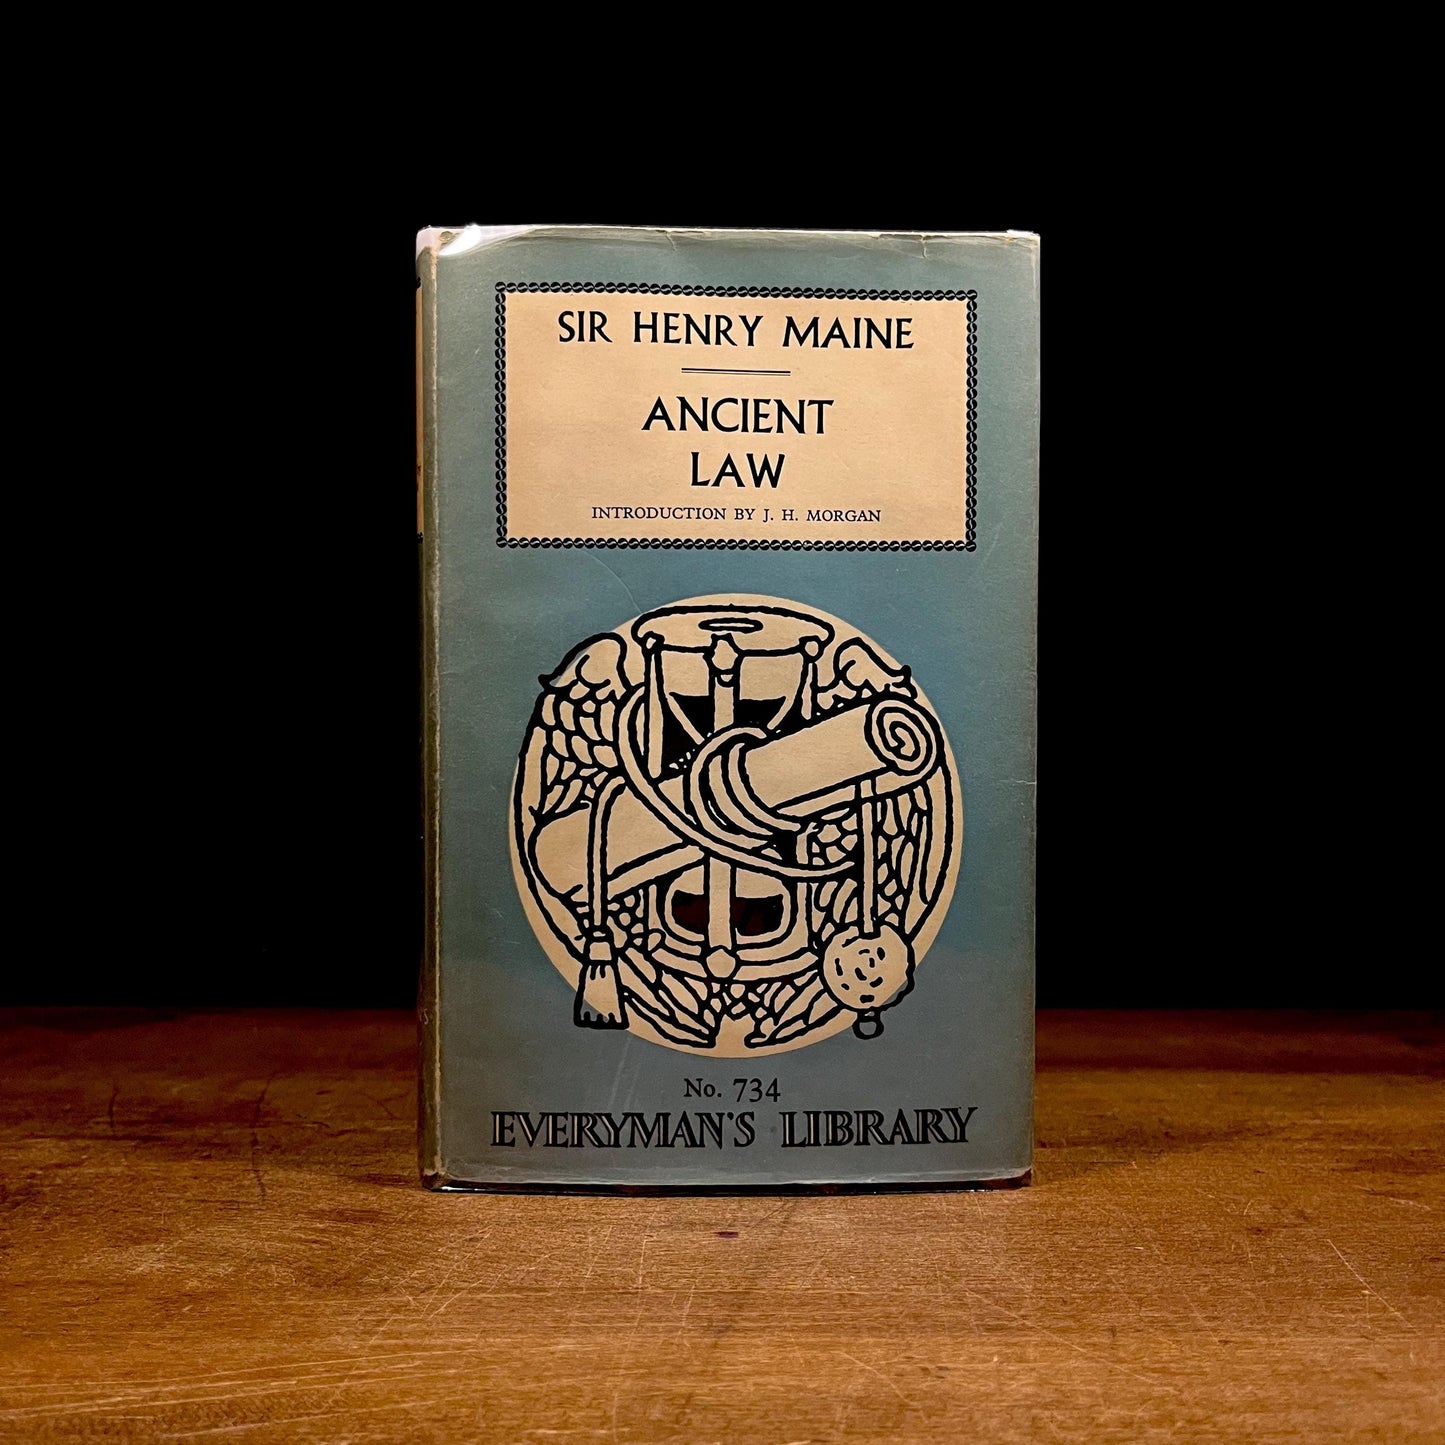 SIR HENRY MAINE
ANCIENT
LAW
INTRODUCTION BY J. H. MORGAN
No. 734
EVERYMAN'S LIBRARY